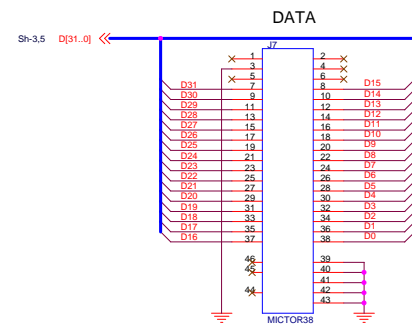 DATA
Sh-3,5 D[31..0]
J7
1 2
3 4
5 6
D31 7 8 D15
D30 9 10 D14
D29 11 12 D13
D28 13 14 D12
D27 15 16 D11
D26 17 18 D10
D25 19 20 D9
D24 21 22 D8
D23 23 24 D7
D22 25 26 D6
D21 27 28 D5
D20 29 30 D4
D19 31 32 D3
D18 33 34 D2
D17 35 36 D1
D16 37 38 D0
46 39
45 40
41
44 42
43
MICTOR38